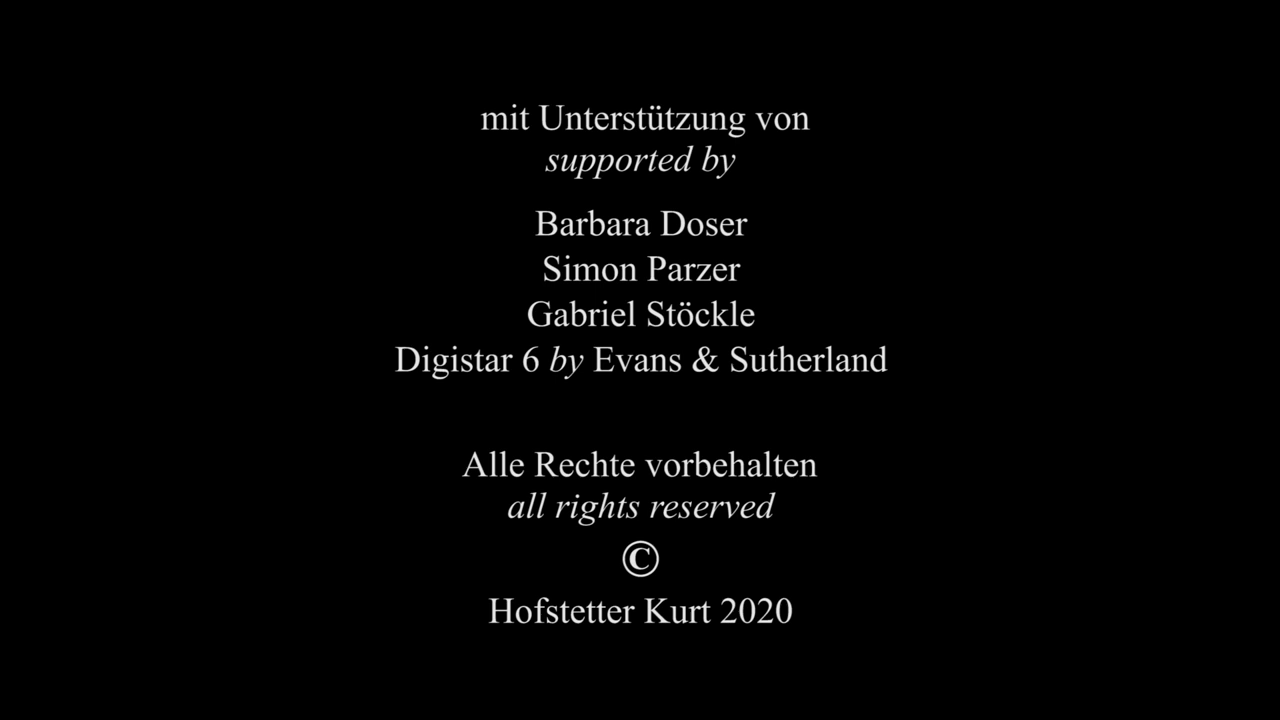 mit Unterstützung von
supported by
Barbara Doser
Simon Parzer
Gabriel Stöckle
Digistar 6 by Evans & Sutherland
Alle Rechte vorbehalten
all rights reserved
©
Hofstetter Kurt 2020